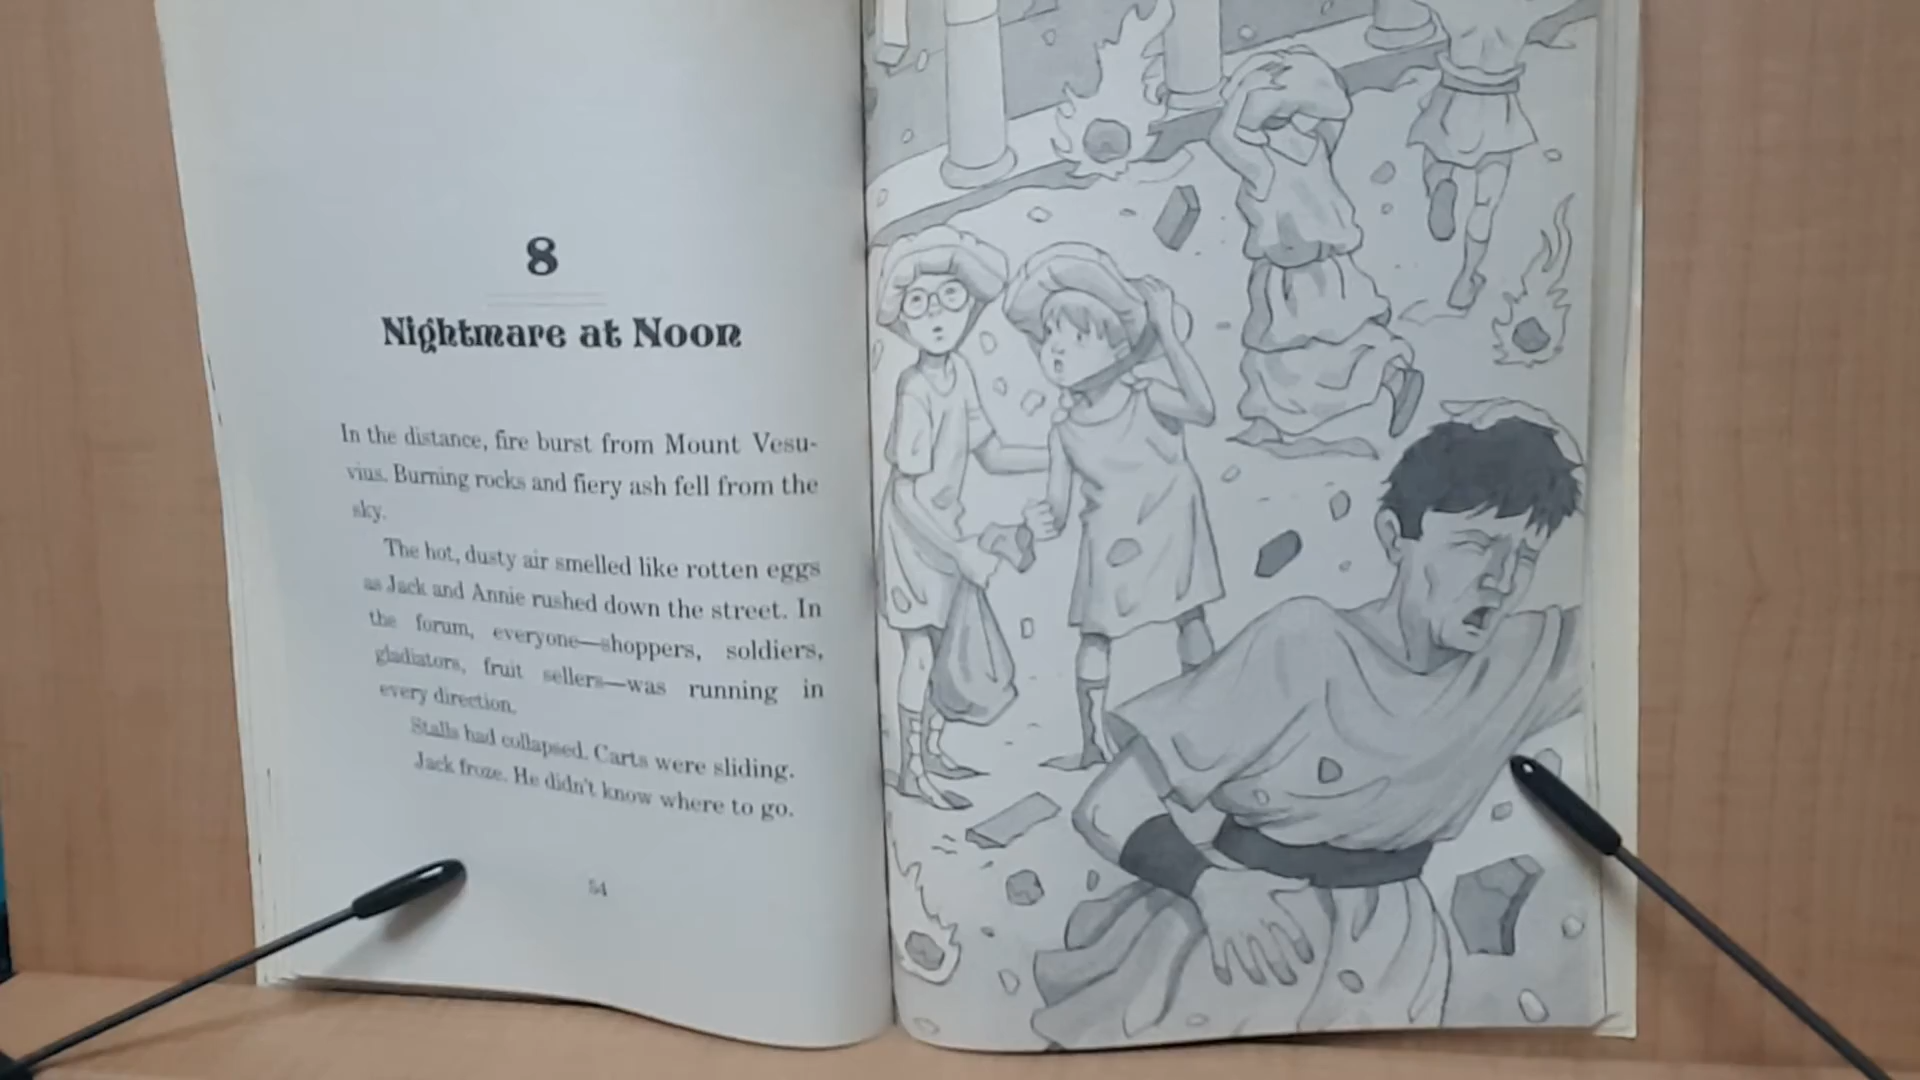 8
Nightmare at Noon
In the distance, fire burst from Mount Vesu-
vius. Burning rocks and fiery ash fell from the
sky.
The hot, dusty air smelled like rotten eggs
as Jack and Annie rushed down the street. In
the forum, everyone—shoppers, soldiers,
gladiators, fruit sellers—was running in
every direction.
Stalls had collapsed. Carts were sliding.
Jack froze. He didn't know where to go.
54